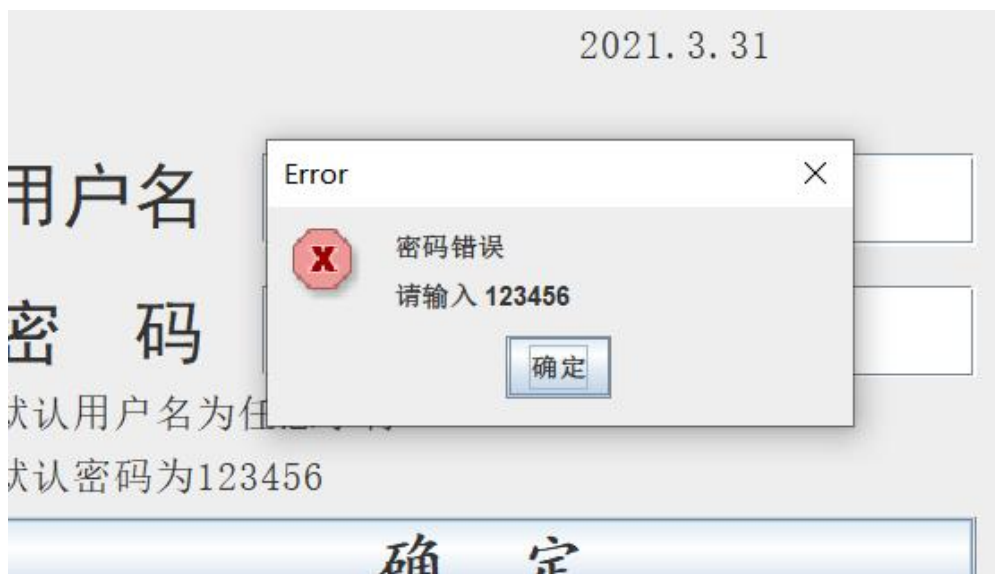 2021.3.31
用户名
Error
密码错误
请输入 123456
确定
密 码
默认用户名为任
默认密码为123456
确 定